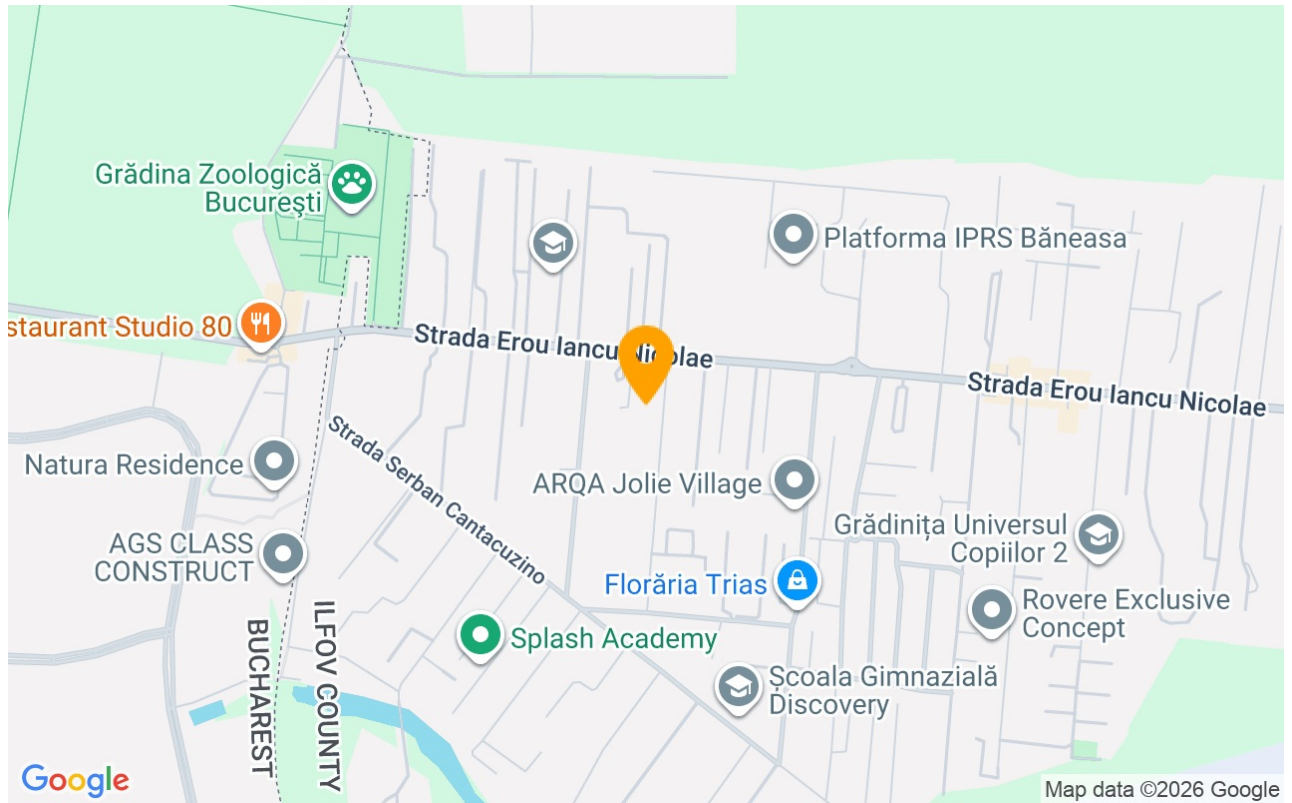 Grădina Zoologică
București
Platforma IPRS Băneasa
staurant Studio 80
Strada Erou Iancu Nicolae
Strada Erou Iancu Nicolae
Strada Serban Cantacuzino
Natura Residence
ARQA Jolie Village
Grădinița Universul
Copiilor 2
AGS CLASS
CONSTRUCT
Florăria Trias
Rovere Exclusive
Concept
ILFOV COUNTY
BUCHAREST
Splash Academy
Școala Gimnazială
Discovery
Google
Map data ©2026 Google